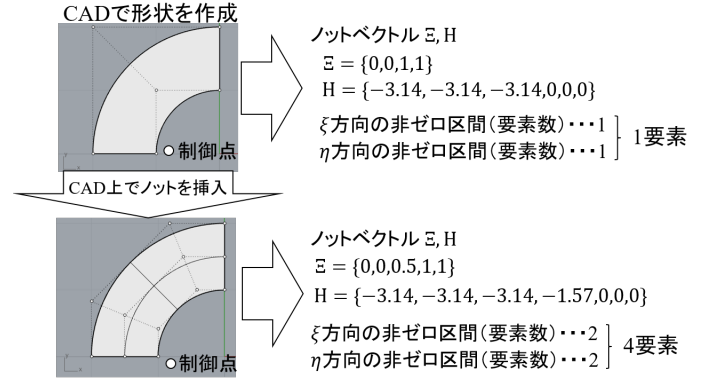 CADで形状を作成
ノットベクトル Ξ, H
Ξ = {0,0,1,1}
H = {−3.14, −3.14, −3.14,0,0,0}
ξ方向の非ゼロ区間(要素数)・・・1
η方向の非ゼロ区間(要素数)・・・1
1要素
制御点
CAD上でノットを挿入
ノットベクトル Ξ, H
Ξ = {0,0,0.5,1,1}
H = {−3.14, −3.14, −3.14, −1.57,0,0,0}
ξ方向の非ゼロ区間(要素数)・・・2
η方向の非ゼロ区間(要素数)・・・2
4要素
制御点